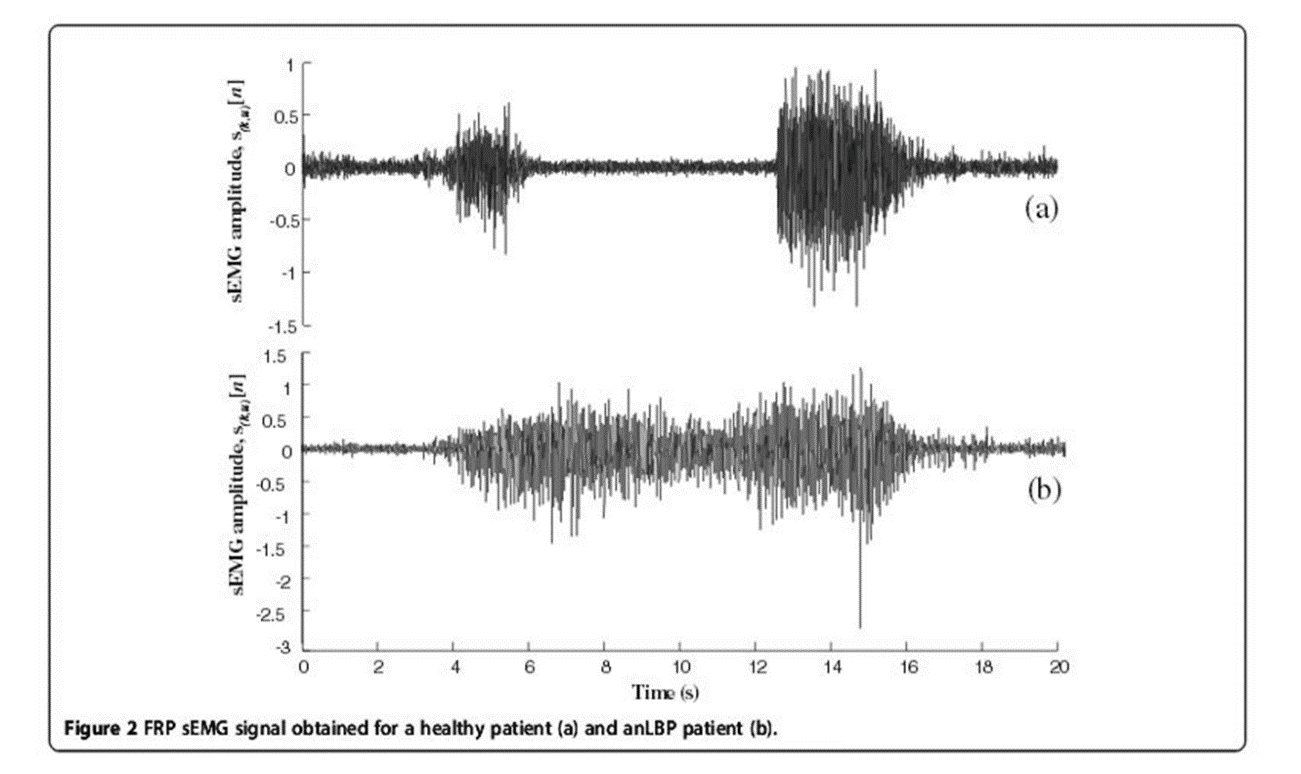 1
0.5
0
-0.5
-1
-1.5
sEMG amplitude, s(k,u)[n]
(a)
1.5
1
0.5
0
-0.5
-1
-1.5
-2
-2.5
-3
sEMG amplitude, s(k,u)[n]
(b)
0 2 4 6 8 10 12 14 16 18 20
Time (s)
Figure 2 FRP sEMG signal obtained for a healthy patient (a) and anLBP patient (b).